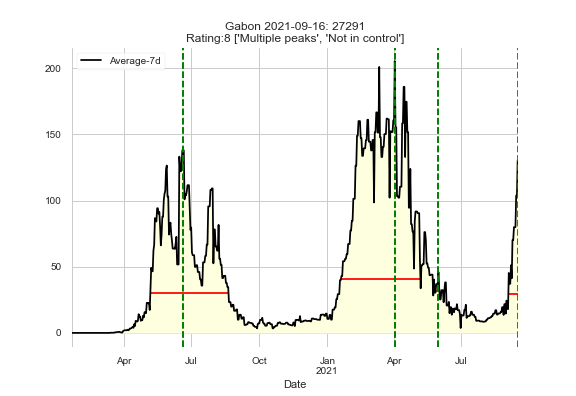 Gabon 2021-09-16: 27291
Rating:8 ['Multiple peaks', 'Not in control']
Average-7d
200
150
100
50
0
Apr Jul Oct Jan Apr Jul
2021
Date